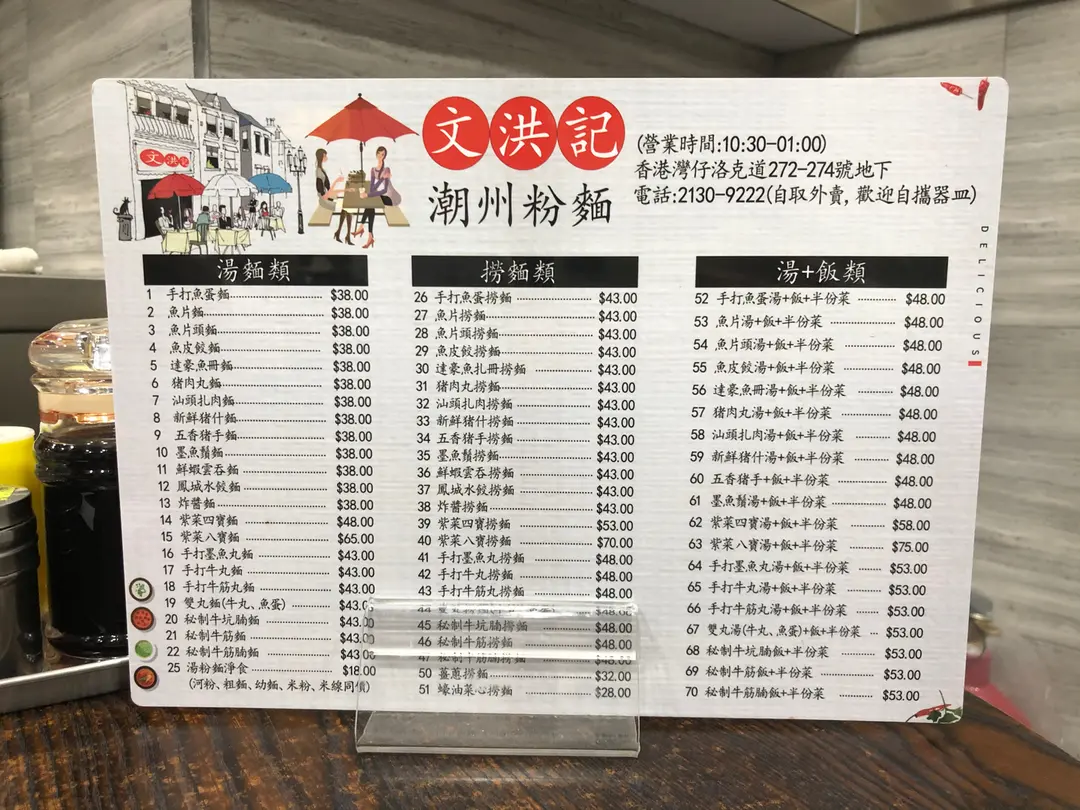 文洪記
文洪記
潮州粉麵
(營業時間:10:30-01:00)
香港灣仔洛克道272-274號地下
電話:2130-9222(自取外賣, 歡迎自攜器皿)
DELICIOUS
湯麵類
1 手打魚蛋麵 $38.00
2 魚片麵 $38.00
3 魚片頭麵 $38.00
4 魚皮餃麵 $38.00
5 達豪魚冊麵 $38.00
6 豬肉丸麵 $38.00
7 汕頭扎肉麵 $38.00
8 新鮮豬什麵 $38.00
9 五香豬手麵 $38.00
10 墨魚鬚麵 $38.00
11 鮮蝦雲吞麵 $38.00
12 鳳城水餃麵 $38.00
13 炸醬麵 $38.00
14 紫菜四寶麵 $48.00
15 紫菜八寶麵 $65.00
16 手打墨魚丸麵 $43.00
17 手打牛丸麵 $43.00
18 手打牛筋丸麵 $43.00
19 雙丸麵(牛丸、魚蛋) $43.00
20 秘制牛坑腩麵 $43.00
21 秘制牛筋麵 $43.00
22 秘制牛筋腩麵 $43.00
25 湯粉麵淨食 $18.00
(河粉、粗麵、幼麵、米粉、米線同價)
撈麵類
26 手打魚蛋撈麵 $43.00
27 魚片撈麵 $43.00
28 魚片頭撈麵 $43.00
29 魚皮餃撈麵 $43.00
30 達豪魚扎冊撈麵 $43.00
31 豬肉丸撈麵 $43.00
32 汕頭扎肉撈麵 $43.00
33 新鮮豬什撈麵 $43.00
34 五香豬手撈麵 $43.00
35 墨魚鬚撈麵 $43.00
36 鮮蝦雲吞撈麵 $43.00
37 鳳城水餃撈麵 $43.00
38 炸醬撈麵 $43.00
39 紫菜四寶撈麵 $53.00
40 紫菜八寶撈麵 $70.00
41 手打墨魚丸撈麵 $48.00
42 手打牛丸撈麵 $48.00
43 手打牛筋丸撈麵 $48.00
44 $48.00
45 秘制牛坑腩撈麵 $48.00
46 秘制牛筋撈麵 $48.00
47 秘制牛筋腩撈麵 $48.00
50 薑蔥撈麵 $32.00
51 蠔油菜心撈麵 $28.00
湯+飯類
52 手打魚蛋湯+飯+半份菜 $48.00
53 魚片湯+飯+半份菜 $48.00
54 魚片頭湯+飯+半份菜 $48.00
55 魚皮餃湯+飯+半份菜 $48.00
56 達豪魚冊湯+飯+半份菜 $48.00
57 豬肉丸湯+飯+半份菜 $48.00
58 汕頭扎肉湯+飯+半份菜 $48.00
59 新鮮豬什湯+飯+半份菜 $48.00
60 五香豬手+飯+半份菜 $48.00
61 墨魚鬚湯+飯+半份菜 $48.00
62 紫菜四寶湯+飯+半份菜 $58.00
63 紫菜八寶湯+飯+半份菜 $75.00
64 手打墨魚丸湯+飯+半份菜 $53.00
65 手打牛丸湯+飯+半份菜 $53.00
66 手打牛筋丸湯+飯+半份菜 $53.00
67 雙丸湯(牛丸、魚蛋)+飯+半份菜 $53.00
68 秘制牛坑腩飯+半份菜 $53.00
69 秘制牛筋飯+半份菜 $53.00
70 秘制牛筋腩飯+半份菜 $53.00